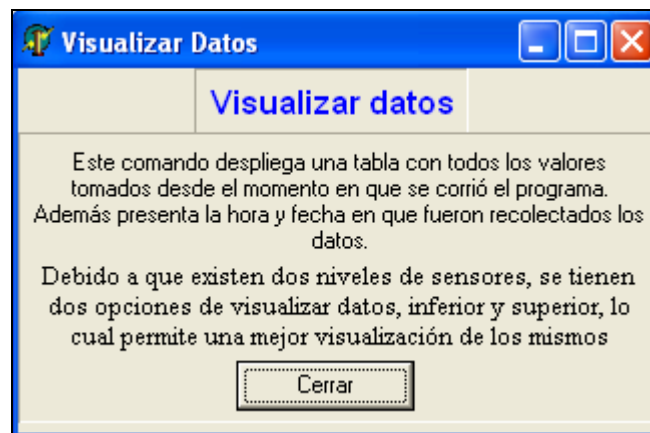 Visualizar Datos
Visualizar datos
Este comando despliega una tabla con todos los valores
tomados desde el momento en que se corrió el programa.
Además presenta la hora y fecha en que fueron recolectados los
datos.
Debido a que existen dos niveles de sensores, se tienen
dos opciones de visualizar datos, inferior y superior, lo
cual permite una mejor visualización de los mismos
Cerrar